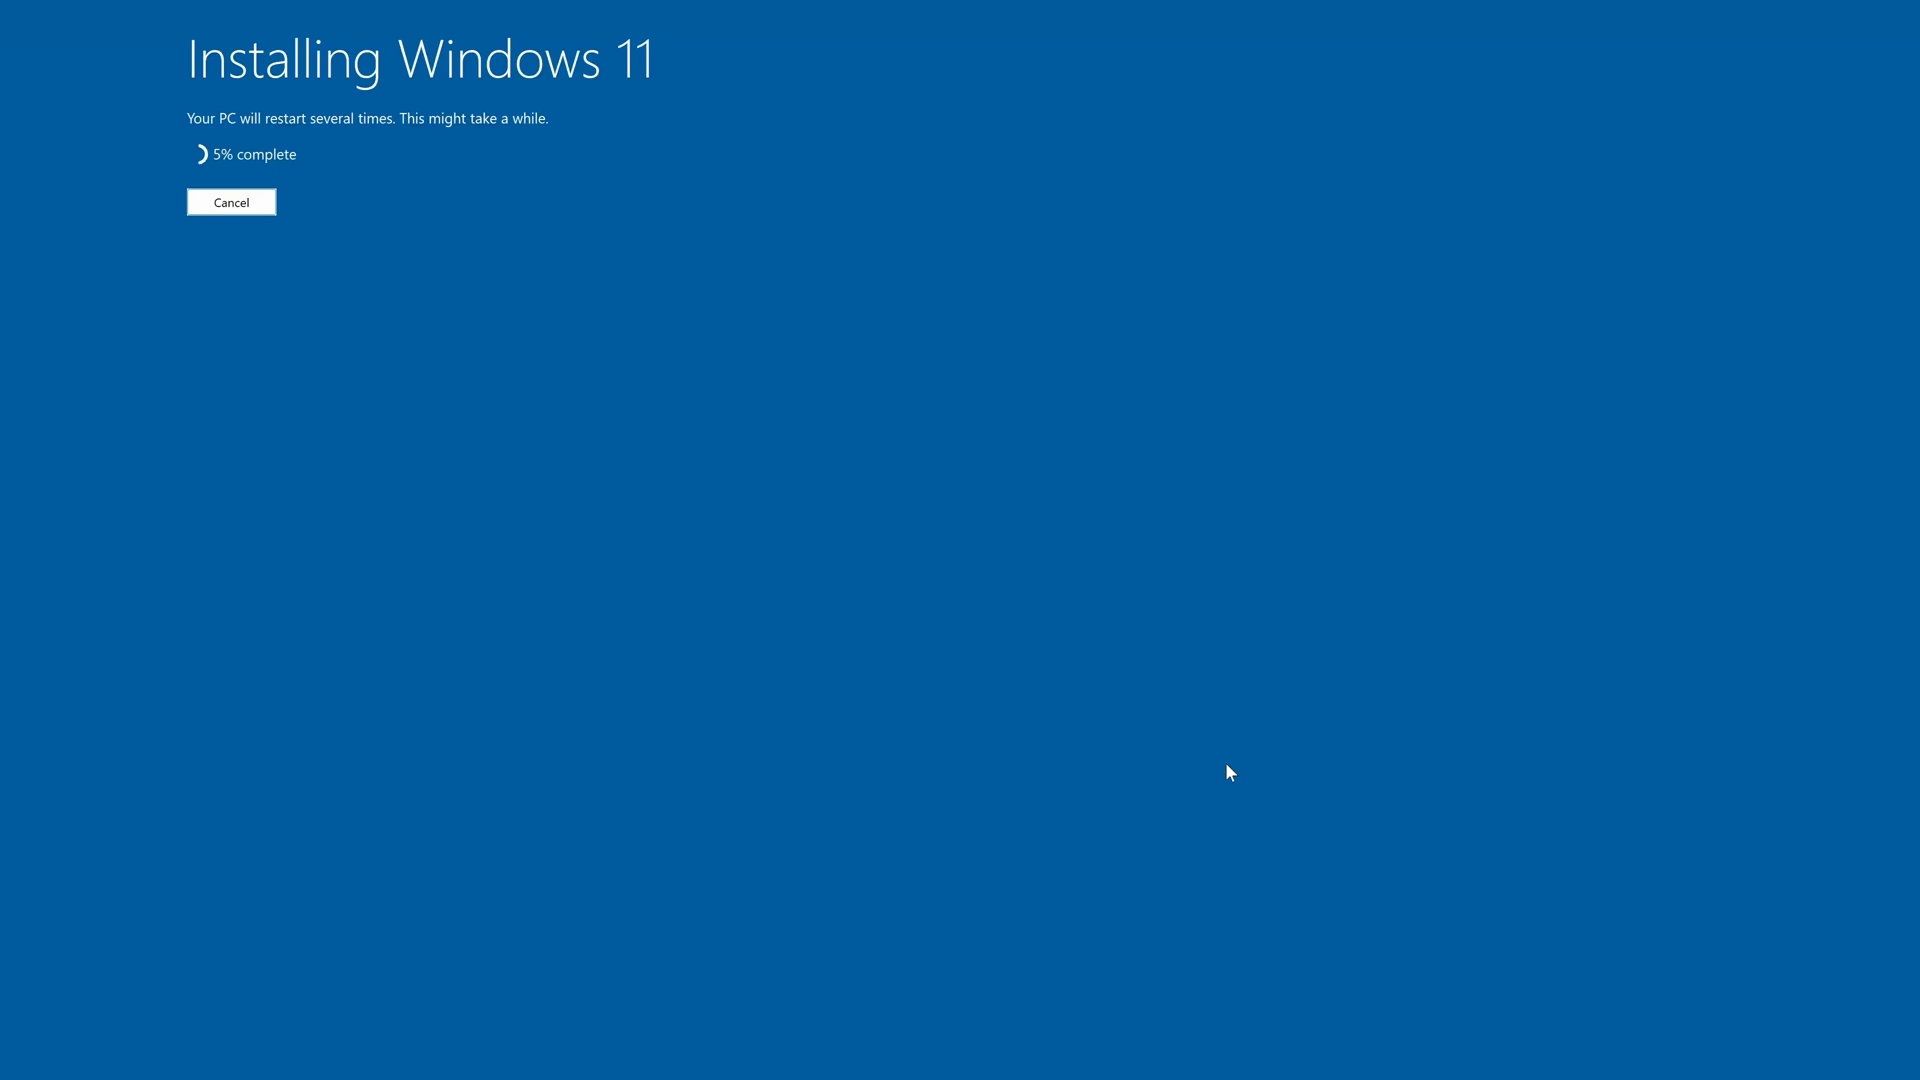 Installing Windows 11
Your PC will restart several times. This might take a while.
5% complete
Cancel